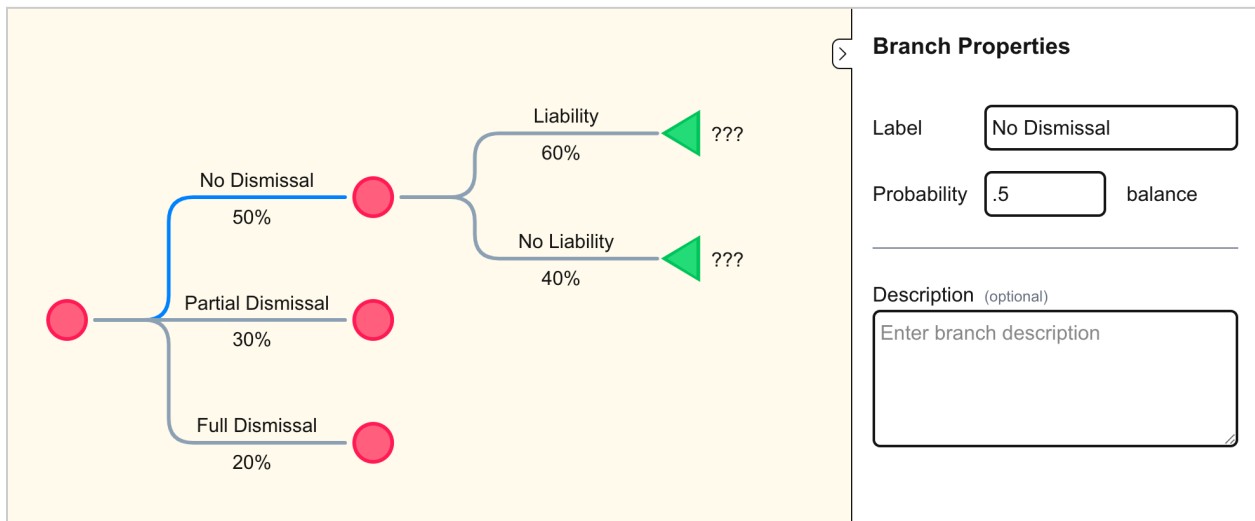 Liability
60%
???
No Dismissal
50%
No Liability
40%
???
Partial Dismissal
30%
Full Dismissal
20%
Branch Properties
Label No Dismissal
Probability .5 balance
Description (optional)
Enter branch description